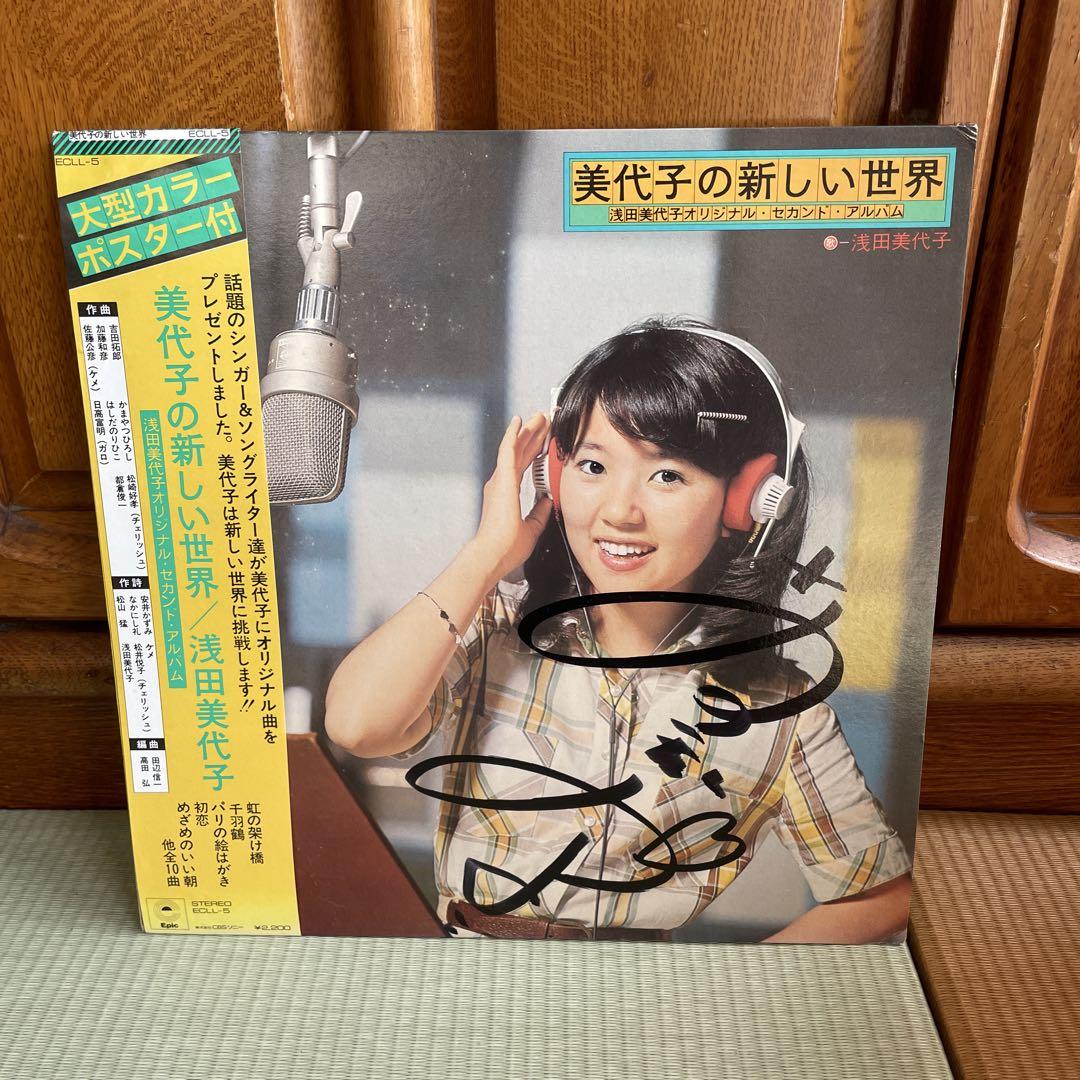 美代子の新しい世界
ECLL-5
ECLL-5
大型カラー
ポスター付
話題のシンガー&ソングライター達が美代子にオリジナル曲を
プレゼントしました。美代子は新しい世界に挑戦します!!
美代子の新しい世界/浅田美代子
浅田美代子オリジナル・セカンド・アルバム
作曲
吉田拓郎
加藤和彦
佐藤公彦(ケメ)
かまやつひろし
はしだのりひこ
日高富明(ガロ)
松崎好孝(チェリッシュ)
都倉俊一
作詩
安井かずみ
なかにし礼
松山 猛
ケメ
松井悦子(チェリッシュ)
浅田美代子
編曲
田辺信一
高田 弘
虹の架け橋
千羽鶴
パリの絵はがき
初恋
めざめのいい朝
他全10曲
STEREO
ECLL-5
Epic
株式会社CBSソニー
¥2,200
美代子の新しい世界
浅田美代子オリジナル・セカンド・アルバム
歌-浅田美代子